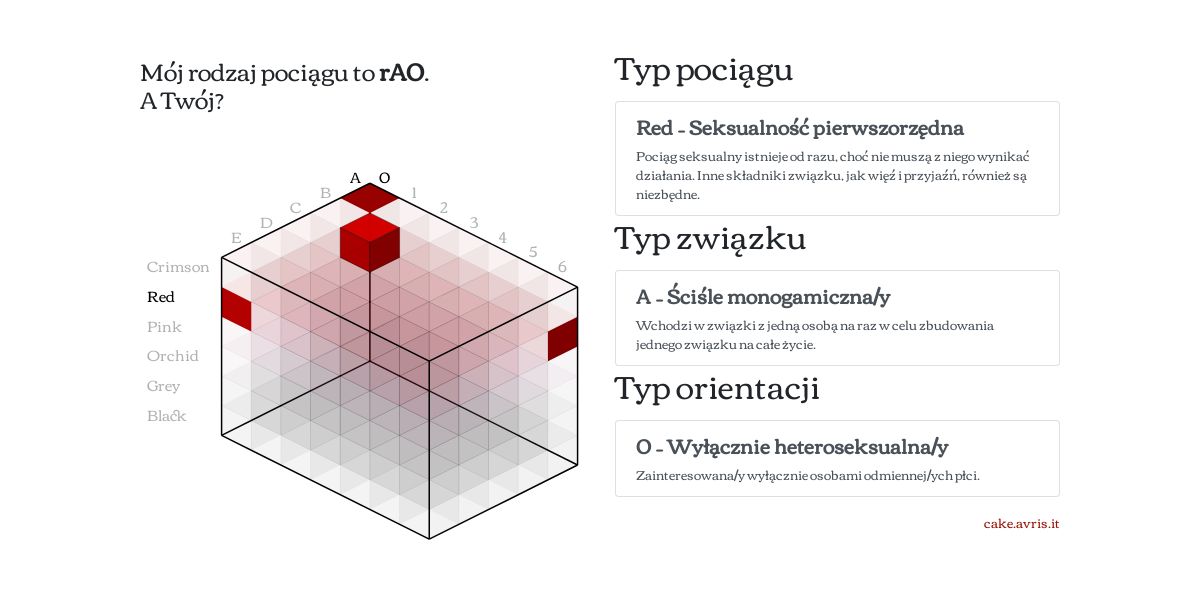 Mój rodzaj pociągu to rAO.
A Twój?
A O
B 1
C 2
D 3
E 4
5
6
Crimson
Red
Pink
Orchid
Grey
Black
Typ pociągu
Red – Seksualność pierwszorzędna
Pociąg seksualny istnieje od razu, choć nie muszą z niego wynikać
działania. Inne składniki związku, jak więź i przyjaźń, również są
niezbędne.
Typ związku
A – Ściśle monogamiczna/y
Wchodzi w związki z jedną osobą na raz w celu zbudowania
jednego związku na całe życie.
Typ orientacji
O – Wyłącznie heteroseksualna/y
Zainteresowana/y wyłącznie osobami odmiennej/ych płci.
cake.avris.it